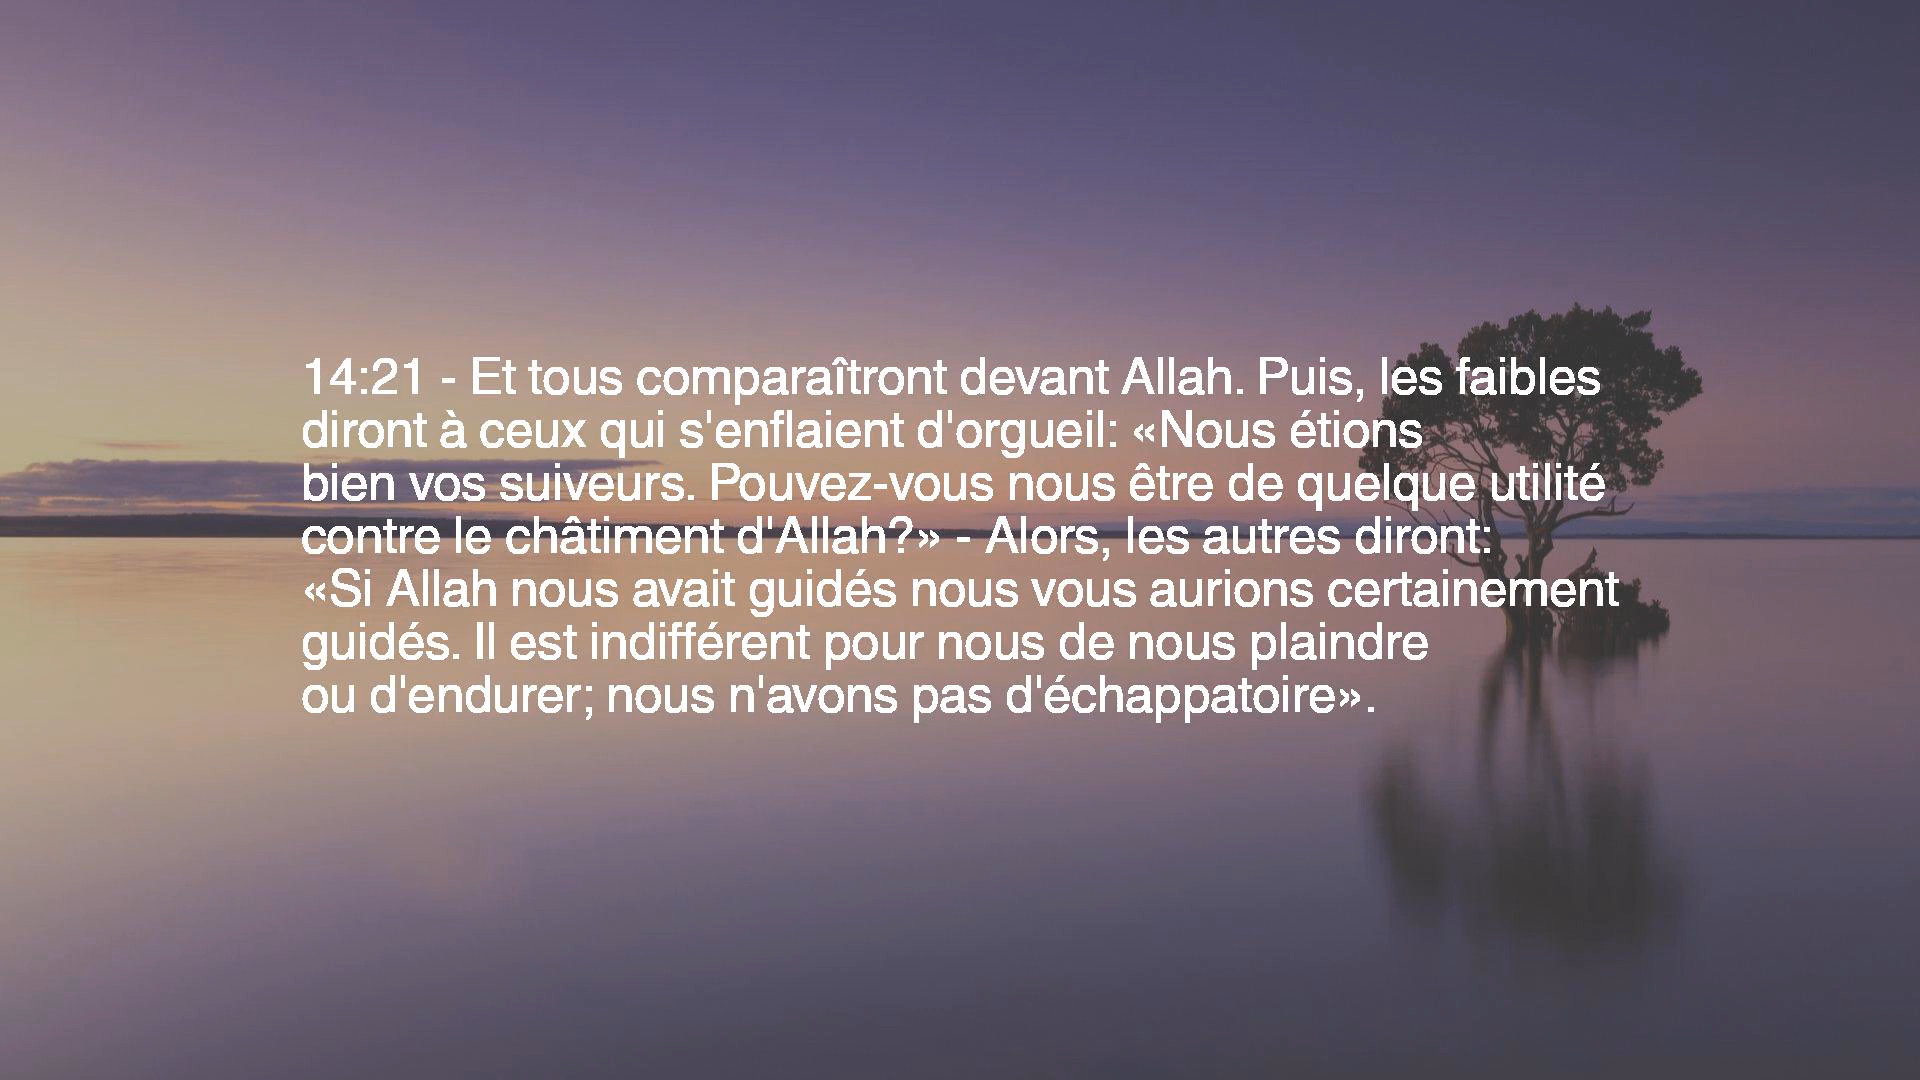 14:21 - Et tous comparaîtront devant Allah. Puis, les faibles
diront à ceux qui s'enflaient d'orgueil: «Nous étions
bien vos suiveurs. Pouvez-vous nous être de quelque utilité
contre le châtiment d'Allah?» - Alors, les autres diront:
«Si Allah nous avait guidés nous vous aurions certainement
guidés. Il est indifférent pour nous de nous plaindre
ou d'endurer; nous n'avons pas d'échappatoire».